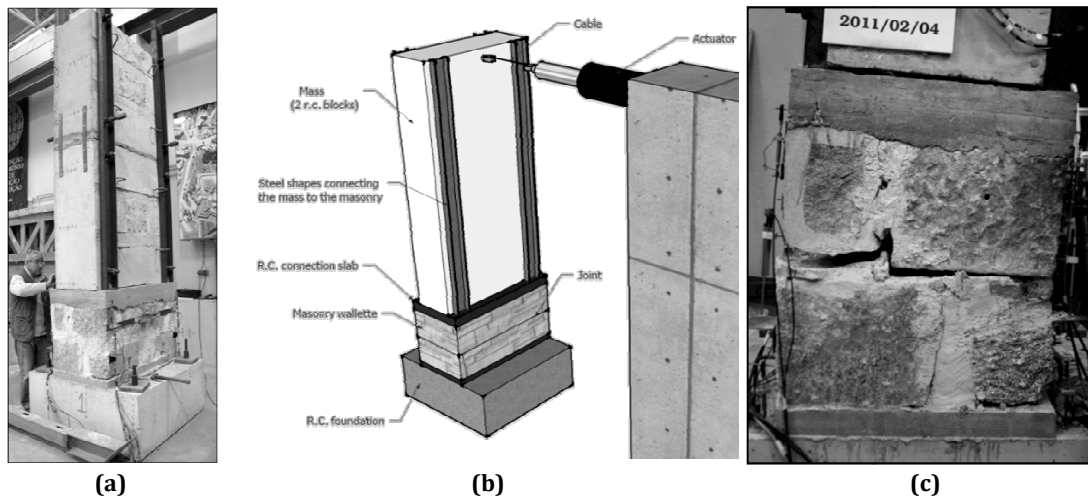 1
(a)
Cable
Actuator
Mass
(2 r.c. blocks)
Steel shapes connecting
the mass to the masonry
R.C. connection slab
Joint
Masonry wallette
R.C. foundation
(b)
2011/02/04
(c)